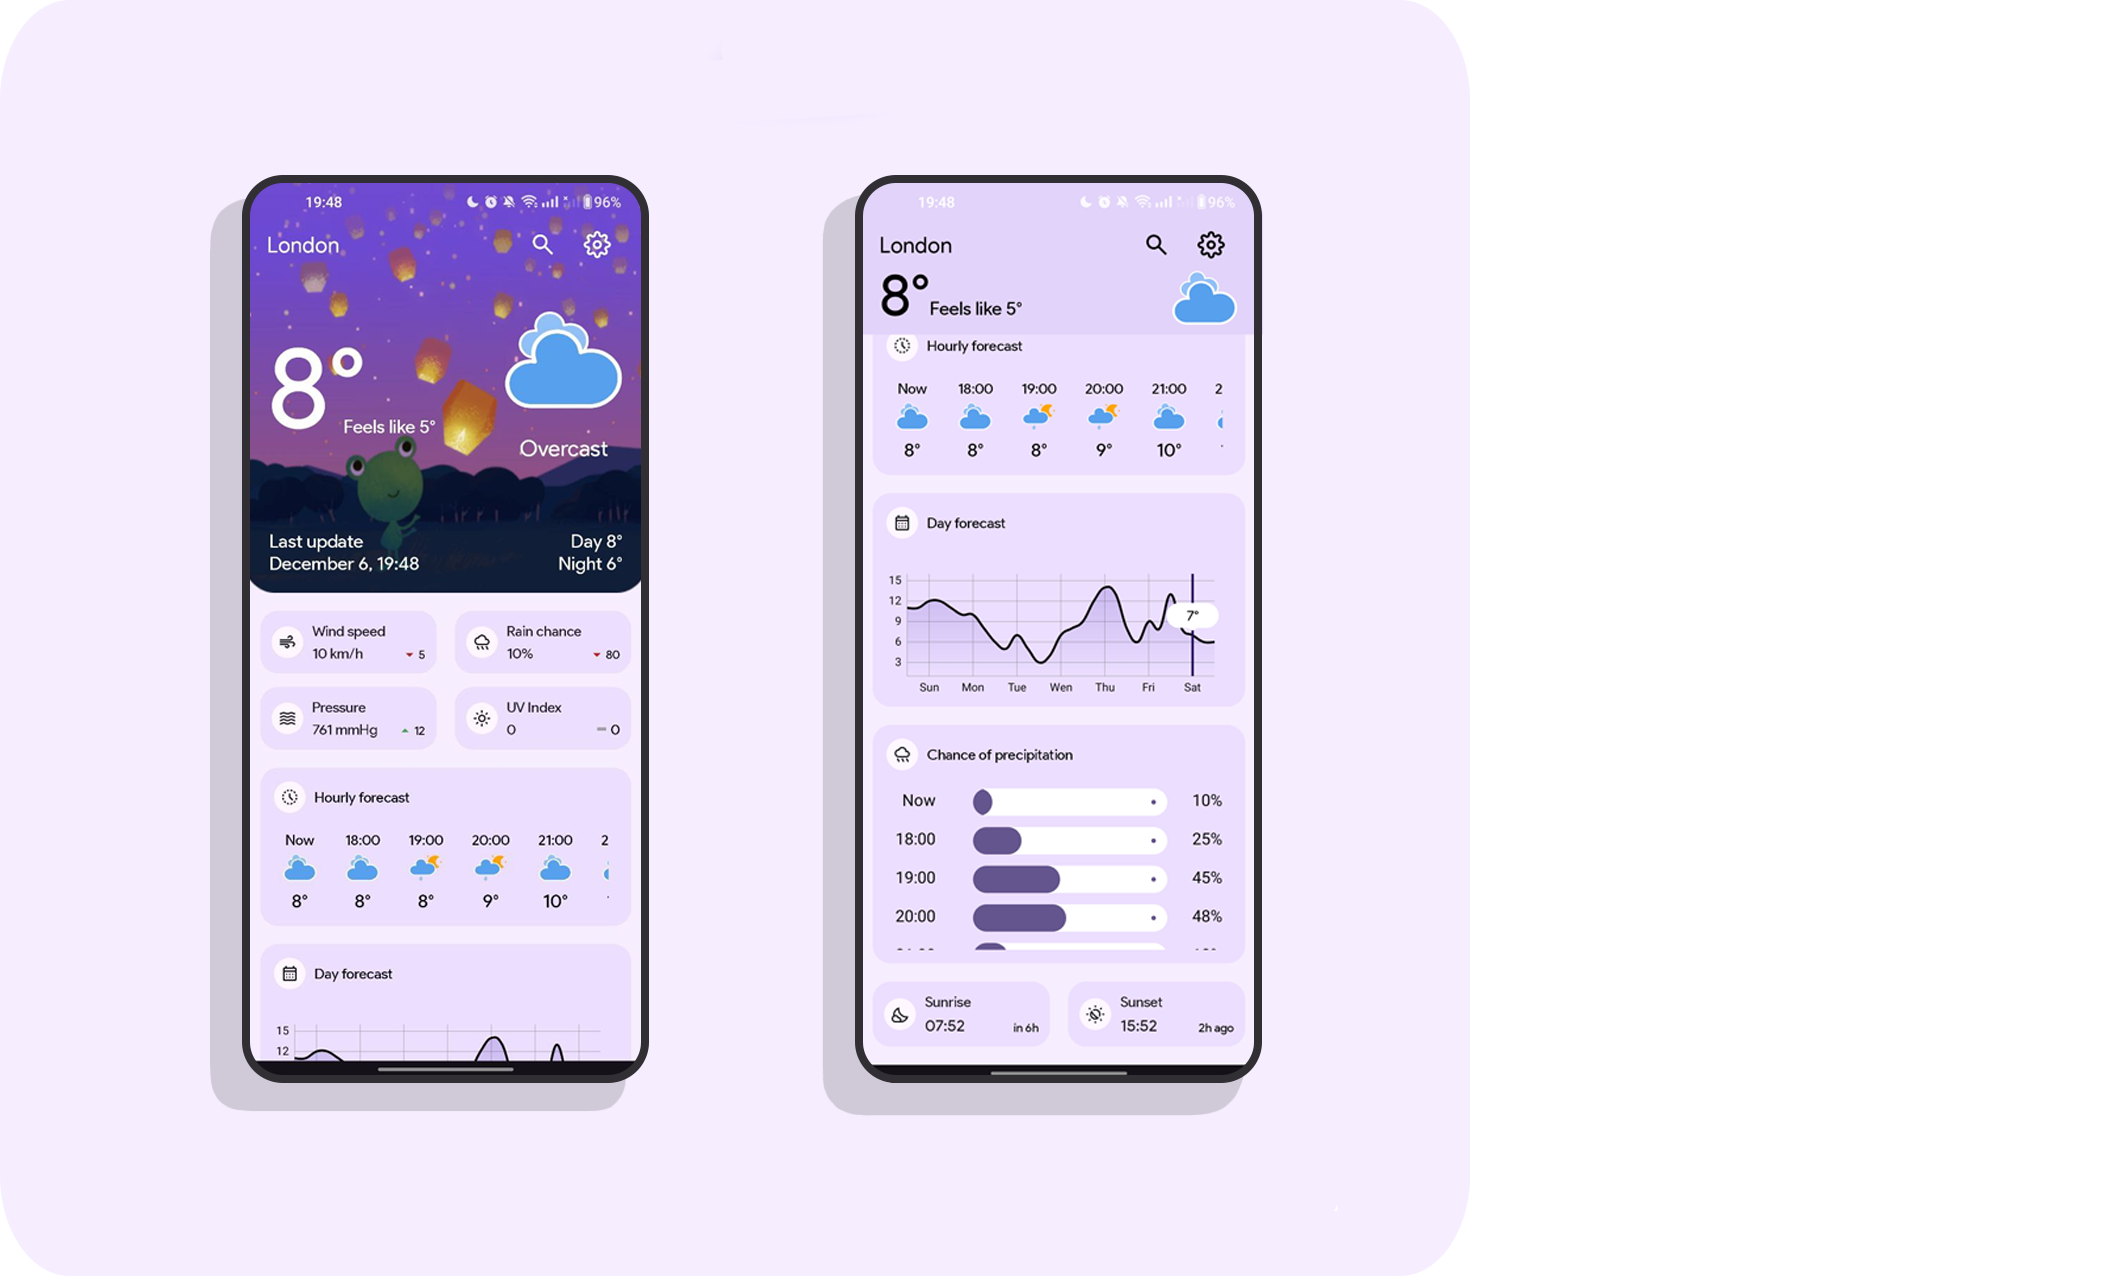 19:48
96%
London
8°
Feels like 5°
Overcast
Last update
December 6, 19:48
Day 8°
Night 6°
Wind speed
10 km/h
5
Rain chance
10%
80
Pressure
761 mmHg
12
UV Index
0
0
Hourly forecast
Now 18:00 19:00 20:00 21:00 2
8° 8° 8° 9° 10°
Day forecast
15
12
19:48
96%
London
8°
Feels like 5°
Hourly forecast
Now 18:00 19:00 20:00 21:00 2
8° 8° 8° 9° 10°
Day forecast
15
12
9
6
3
7°
Sun Mon Tue Wen Thu Fri Sat
Chance of precipitation
Now 10%
18:00 25%
19:00 45%
20:00 48%
Sunrise
07:52
in 6h
Sunset
15:52
2h ago